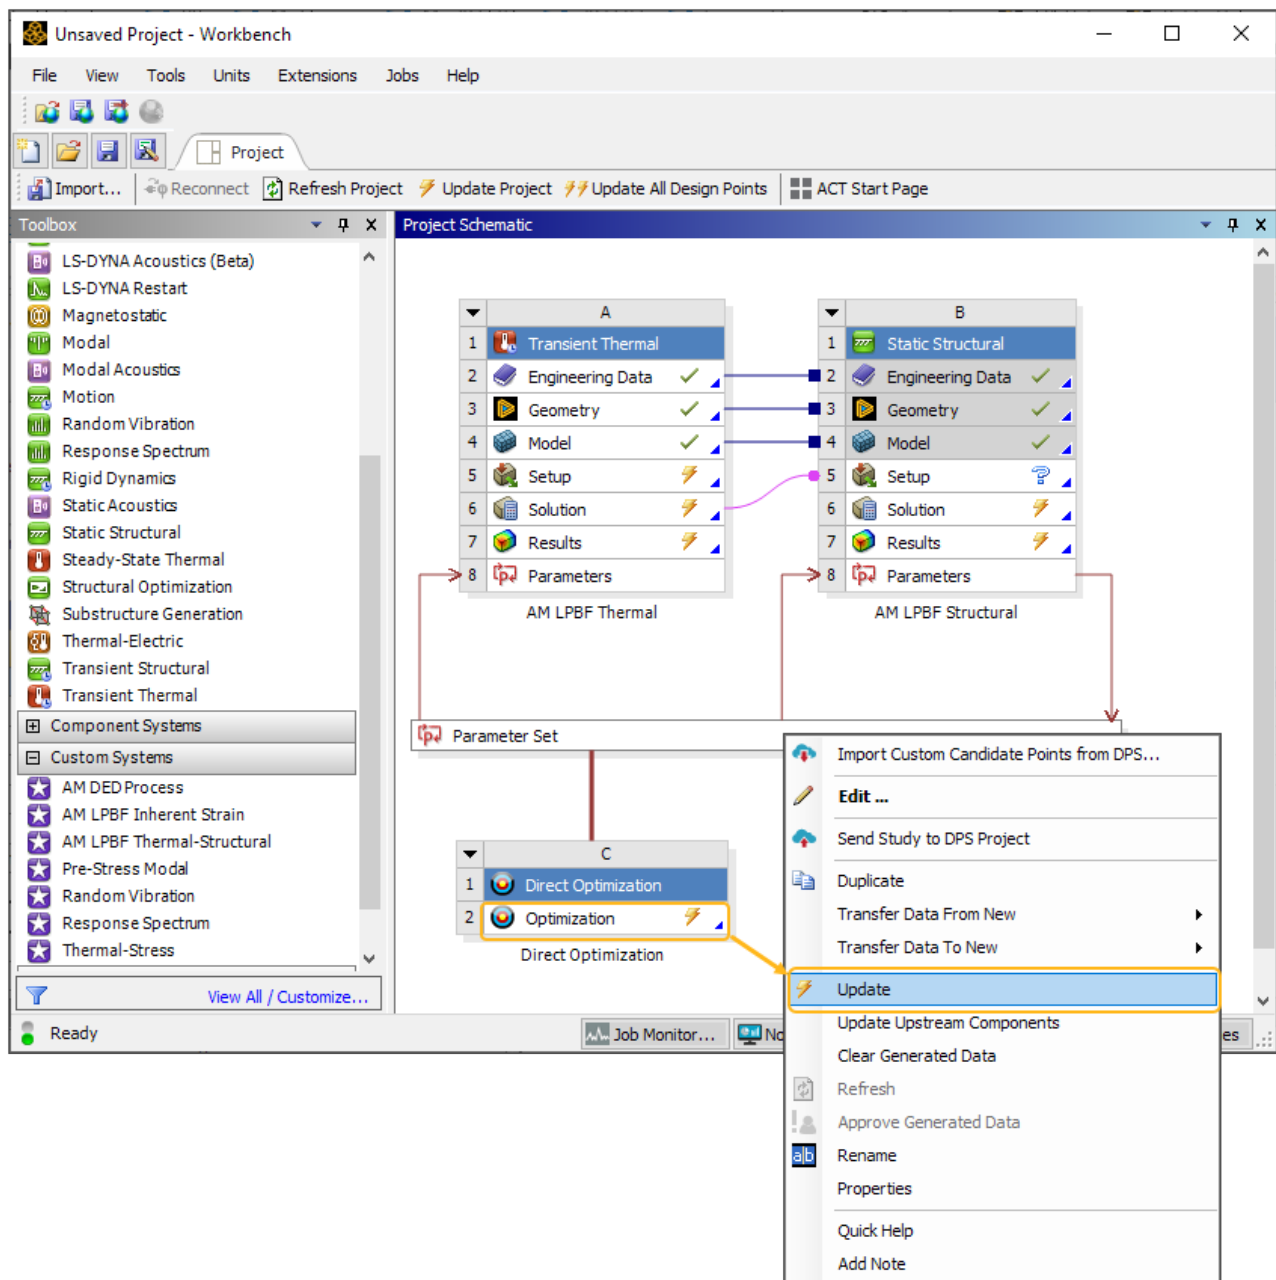 Unsaved Project - Workbench
File View Tools Units Extensions Jobs Help
Project
Import... Reconnect Refresh Project Update Project Update All Design Points ACT Start Page
Toolbox
LS-DYNA Acoustics (Beta)
LS-DYNA Restart
Magnetostatic
Modal
Modal Acoustics
Motion
Random Vibration
Response Spectrum
Rigid Dynamics
Static Acoustics
Static Structural
Steady-State Thermal
Structural Optimization
Substructure Generation
Thermal-Electric
Transient Structural
Transient Thermal
Component Systems
Custom Systems
AM DED Process
AM LPBF Inherent Strain
AM LPBF Thermal-Structural
Pre-Stress Modal
Random Vibration
Response Spectrum
Thermal-Stress
View All / Customize...
Project Schematic
A
1 Transient Thermal
2 Engineering Data
3 Geometry
4 Model
5 Setup
6 Solution
7 Results
8 Parameters
AM LPBF Thermal
B
1 Static Structural
2 Engineering Data
3 Geometry
4 Model
5 Setup
6 Solution
7 Results
8 Parameters
AM LPBF Structural
Parameter Set
C
1 Direct Optimization
2 Optimization
Direct Optimization
Import Custom Candidate Points from DPS...
Edit ...
Send Study to DPS Project
Duplicate
Transfer Data From New
Transfer Data To New
Update
Update Upstream Components
Clear Generated Data
Refresh
Approve Generated Data
Rename
Properties
Quick Help
Add Note
Ready
Job Monitor... No es